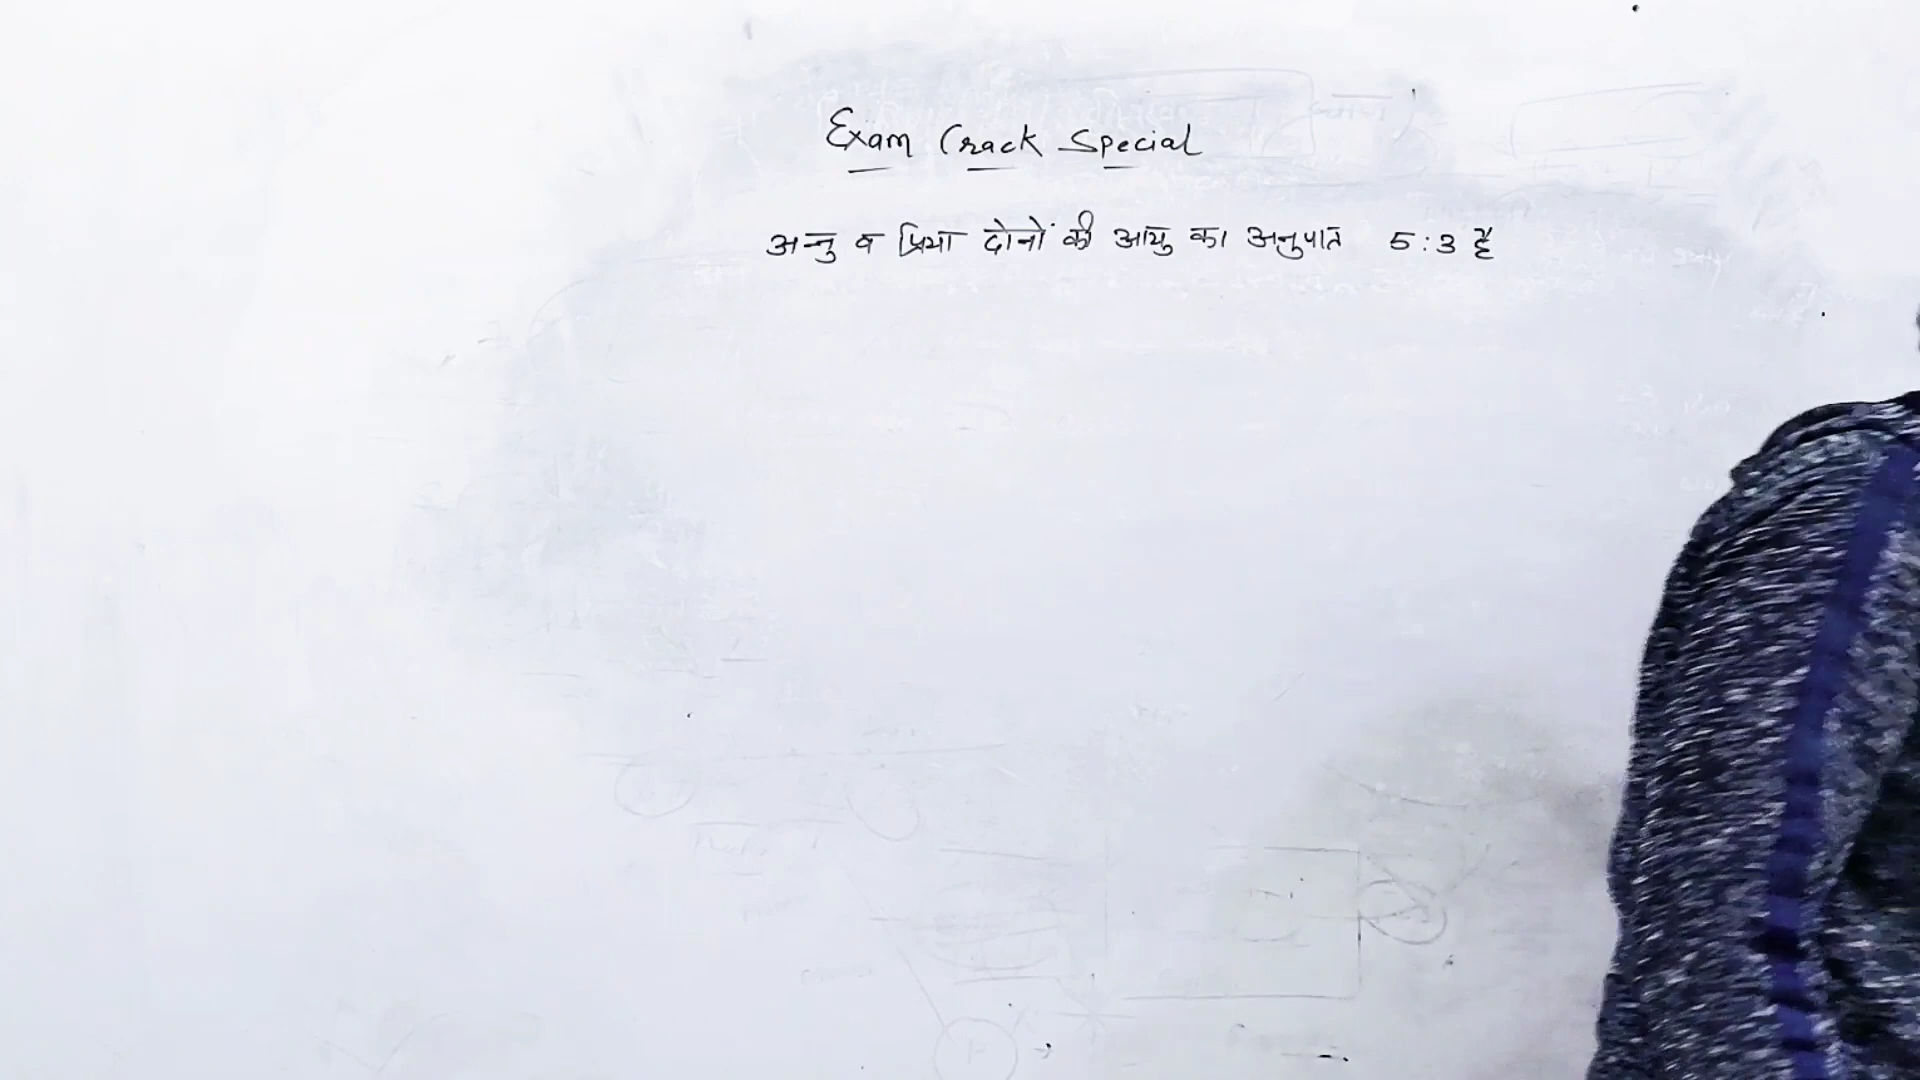 Exam Crack Special
अन्नु व प्रिया दोनों की आयु का अनुपात 5:3 है